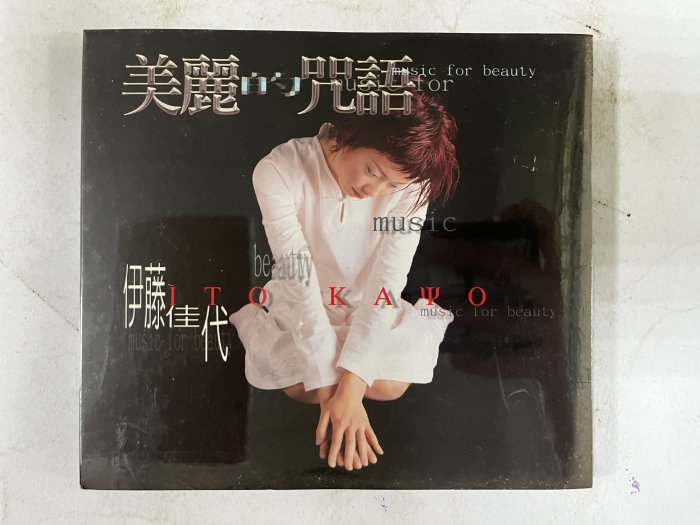 美麗的咒語
music for beauty
music for
music
beauty
伊藤佳代
ITO KAΨO
music for beauty
music for beauty